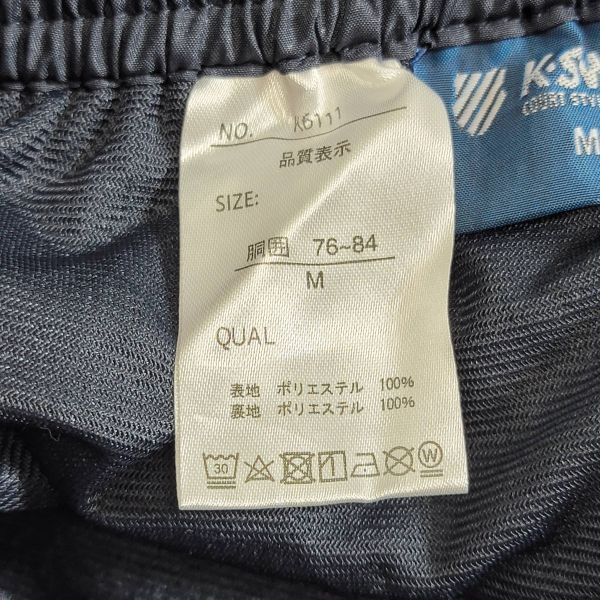 NO. K6111
品質表示
SIZE:
胴囲 76~84
M
QUAL
表地 ポリエステル 100%
裏地 ポリエステル 100%
30
W
K·Sw
COURT STYL
M